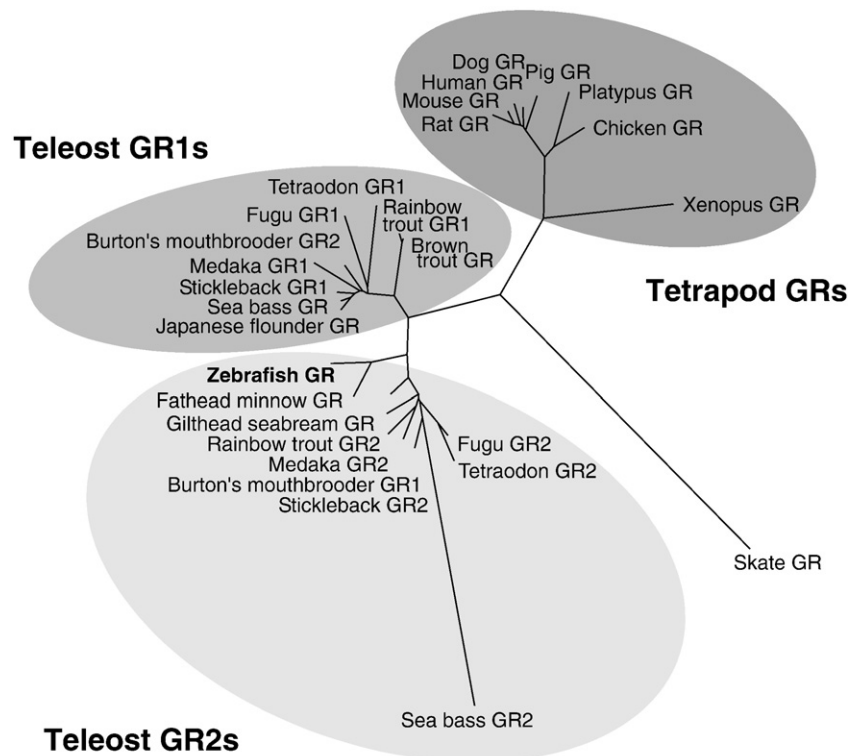 Dog GR
Pig GR
Human GR
Platypus GR
Mouse GR
Rat GR
Chicken GR
Teleost GR1s
Tetraodon GR1
Rainbow
trout GR1
Xenopus GR
Fugu GR1
Burton's mouthbrooder GR2
Brown
trout GR
Medaka GR1
Stickleback GR1
Tetrapod GRs
Sea bass GR
Japanese flounder GR
Zebrafish GR
Fathead minnow GR
Gilthead seabream GR
Rainbow trout GR2
Fugu GR2
Medaka GR2
Tetraodon GR2
Burton's mouthbrooder GR1
Stickleback GR2
Skate GR
Sea bass GR2
Teleost GR2s